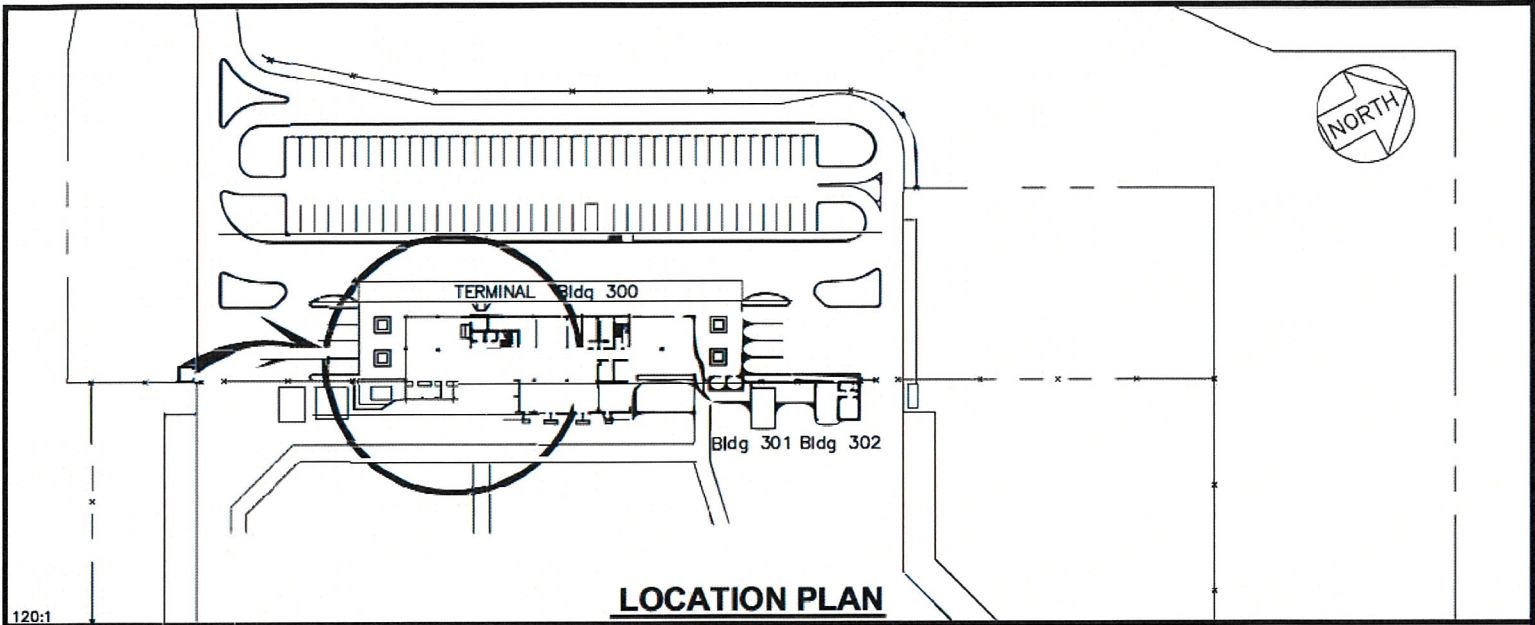 NORTH
TERMINAL Bldg 300
Bldg 301 Bldg 302
LOCATION PLAN
120:1